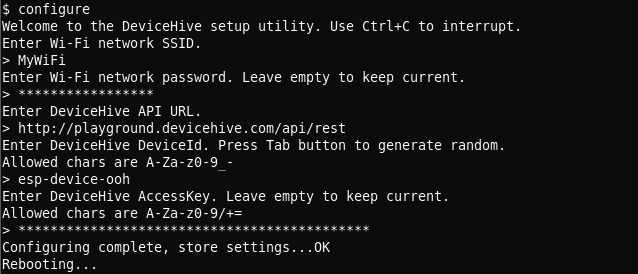 $ configure
Welcome to the DeviceHive setup utility. Use Ctrl+C to interrupt.
Enter Wi-Fi network SSID.
> MyWiFi
Enter Wi-Fi network password. Leave empty to keep current.
> *****************
Enter DeviceHive API URL.
> http://playground.devicehive.com/api/rest
Enter DeviceHive DeviceId. Press Tab button to generate random.
Allowed chars are A-Za-z0-9_-
> esp-device-ooh
Enter DeviceHive AccessKey. Leave empty to keep current.
Allowed chars are A-Za-z0-9/+=
> ********************************************
Configuring complete, store settings...OK
Rebooting...